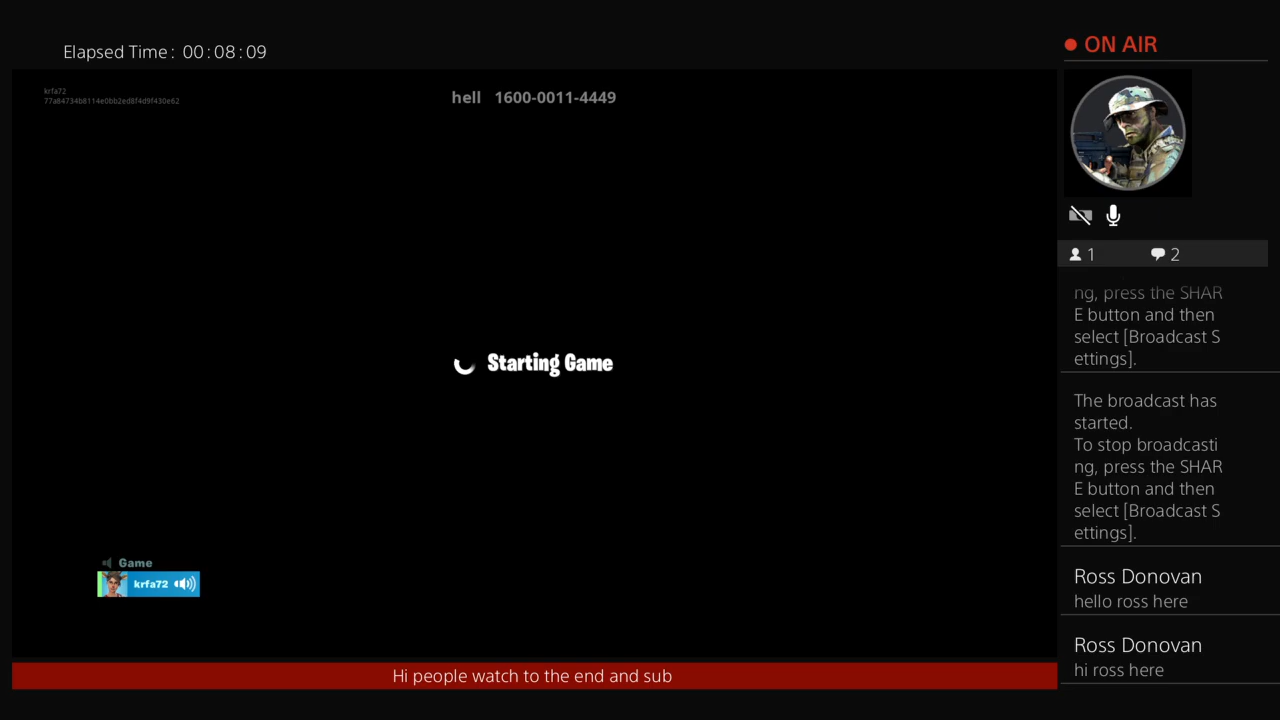 Elapsed Time: 00:08:09
ON AIR
krfa72
77a84734b8114e0bb2ed8f4d9f430e62
hell 1600-0011-4449
1 2
ng, press the SHAR
E button and then
select [Broadcast S
ettings].
Starting Game
The broadcast has
started.
To stop broadcasti
ng, press the SHAR
E button and then
select [Broadcast S
ettings].
Game
krfa72
Ross Donovan
hello ross here
Ross Donovan
hi ross here
Hi people watch to the end and sub